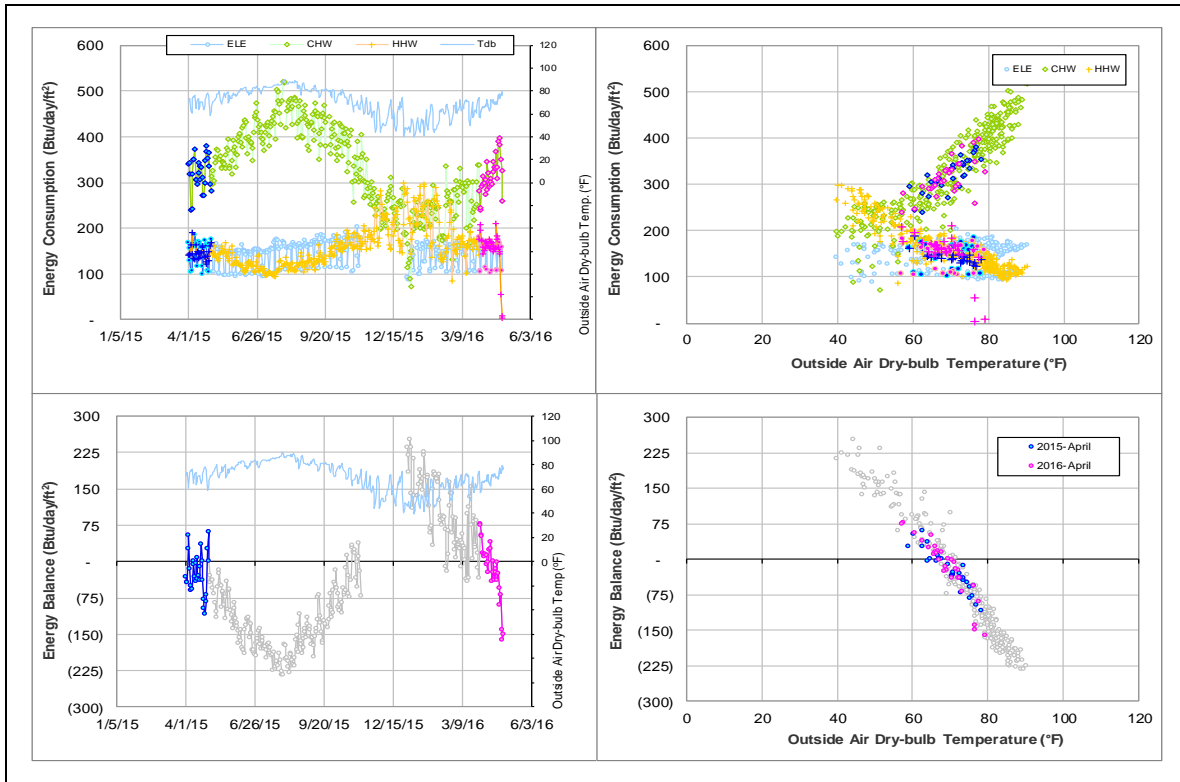 ELE CHW HHW Tdb
Energy Consumption (Btu/day/ft²)
600
500
400
300
200
100
-
120
100
80
60
40
20
0
Outside Air Dry-bulb Temp. (°F)
1/5/15 4/1/15 6/26/15 9/20/15 12/15/15 3/9/16 6/3/16
ELE CHW HHW
Energy Consumption (Btu/day/ft²)
600
500
400
300
200
100
-
0 20 40 60 80 100 120
Outside Air Dry-bulb Temperature (°F)
Energy Balance (Btu/day/ft²)
300
225
150
75
-
(75)
(150)
(225)
(300)
120
100
80
60
40
20
0
Outside Air Dry-bulb Temp (°F)
1/5/15 4/1/15 6/26/15 9/20/15 12/15/15 3/9/16 6/3/16
2015-April
2016-April
Energy Balance (Btu/day/ft²)
300
225
150
75
-
(75)
(150)
(225)
(300)
0 20 40 60 80 100 120
Outside Air Dry-bulb Temperature (°F)